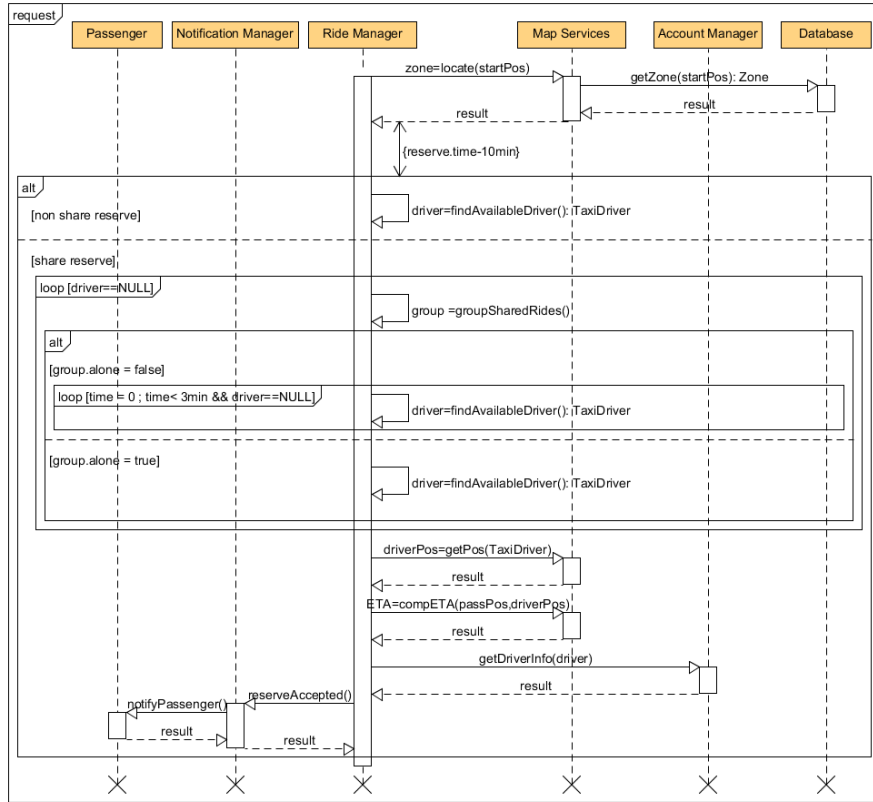 request
Passenger
Notification Manager
Ride Manager
Map Services
Account Manager
Database
zone=locate(startPos)
getZone(startPos): Zone
result
result
{reserve.time-10min}
alt
[non share reserve]
driver=findAvailableDriver(): TaxiDriver
[share reserve]
loop [driver==NULL]
group =groupSharedRides()
alt
[group.alone = false]
loop [time = 0 ; time< 3min && driver==NULL]
driver=findAvailableDriver(): TaxiDriver
[group.alone = true]
driver=findAvailableDriver(): TaxiDriver
driverPos=getPos(TaxiDriver)
result
ETA=compETA(passPos,driverPos)
result
getDriverInfo(driver)
result
reserveAccepted()
notifyPassenger()
result
result